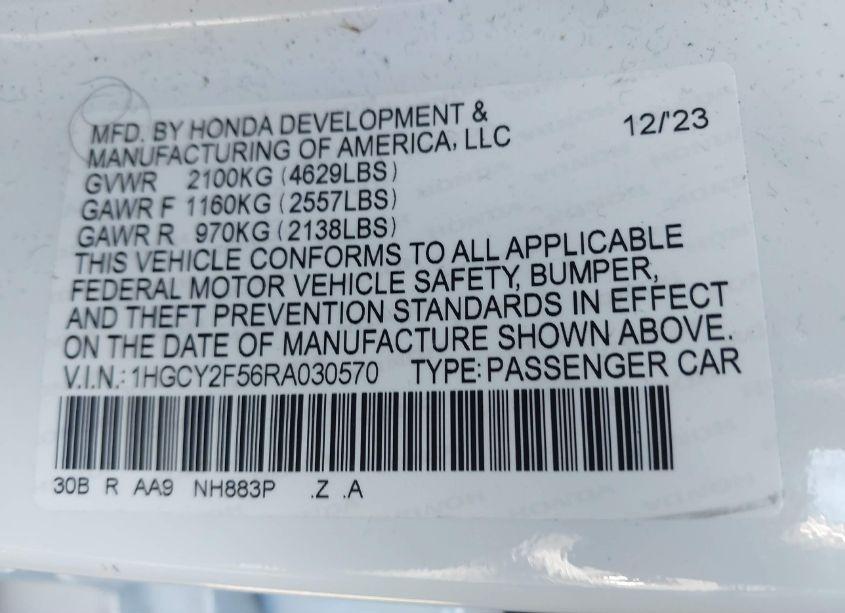 MFD. BY HONDA DEVELOPMENT & 12/'23
MANUFACTURING OF AMERICA, LLC
GVWR 2100KG (4629LBS)
GAWR F 1160KG (2557LBS)
GAWR R 970KG (2138LBS)
THIS VEHICLE CONFORMS TO ALL APPLICABLE
FEDERAL MOTOR VEHICLE SAFETY, BUMPER,
AND THEFT PREVENTION STANDARDS IN EFFECT
ON THE DATE OF MANUFACTURE SHOWN ABOVE.
V.I.N.: 1HGCY2F56RA030570 TYPE: PASSENGER CAR
30B R AA9 NH883P .Z .A